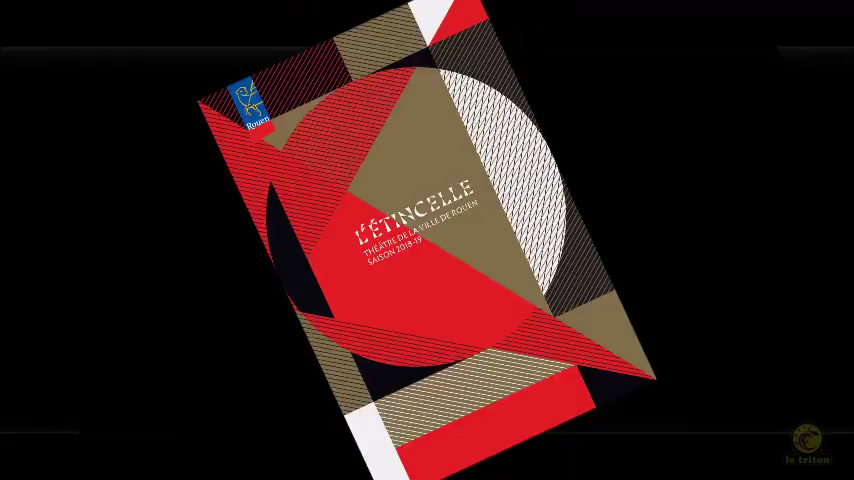 Rouen
L'ÉTINCELLE
THÉÂTRE DE LA VILLE DE ROUEN
SAISON 2018-19
le triton